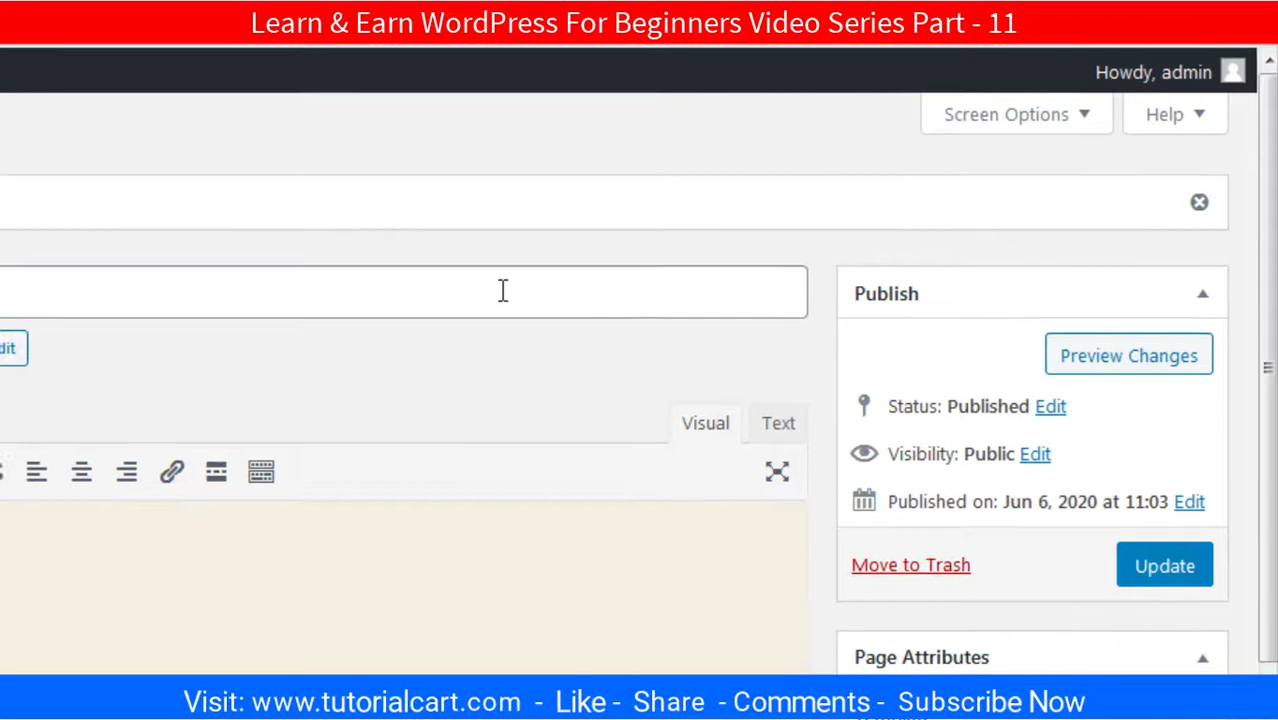 Learn & Earn WordPress For Beginners Video Series Part - 11
Howdy, admin
Screen Options
Help
Publish
dit
Preview Changes
Status: Published Edit
Visual Text
Visibility: Public Edit
Published on: Jun 6, 2020 at 11:03 Edit
Move to Trash
Update
Page Attributes
Visit: www.tutorialcart.com - Like - Share - Comments - Subscribe Now